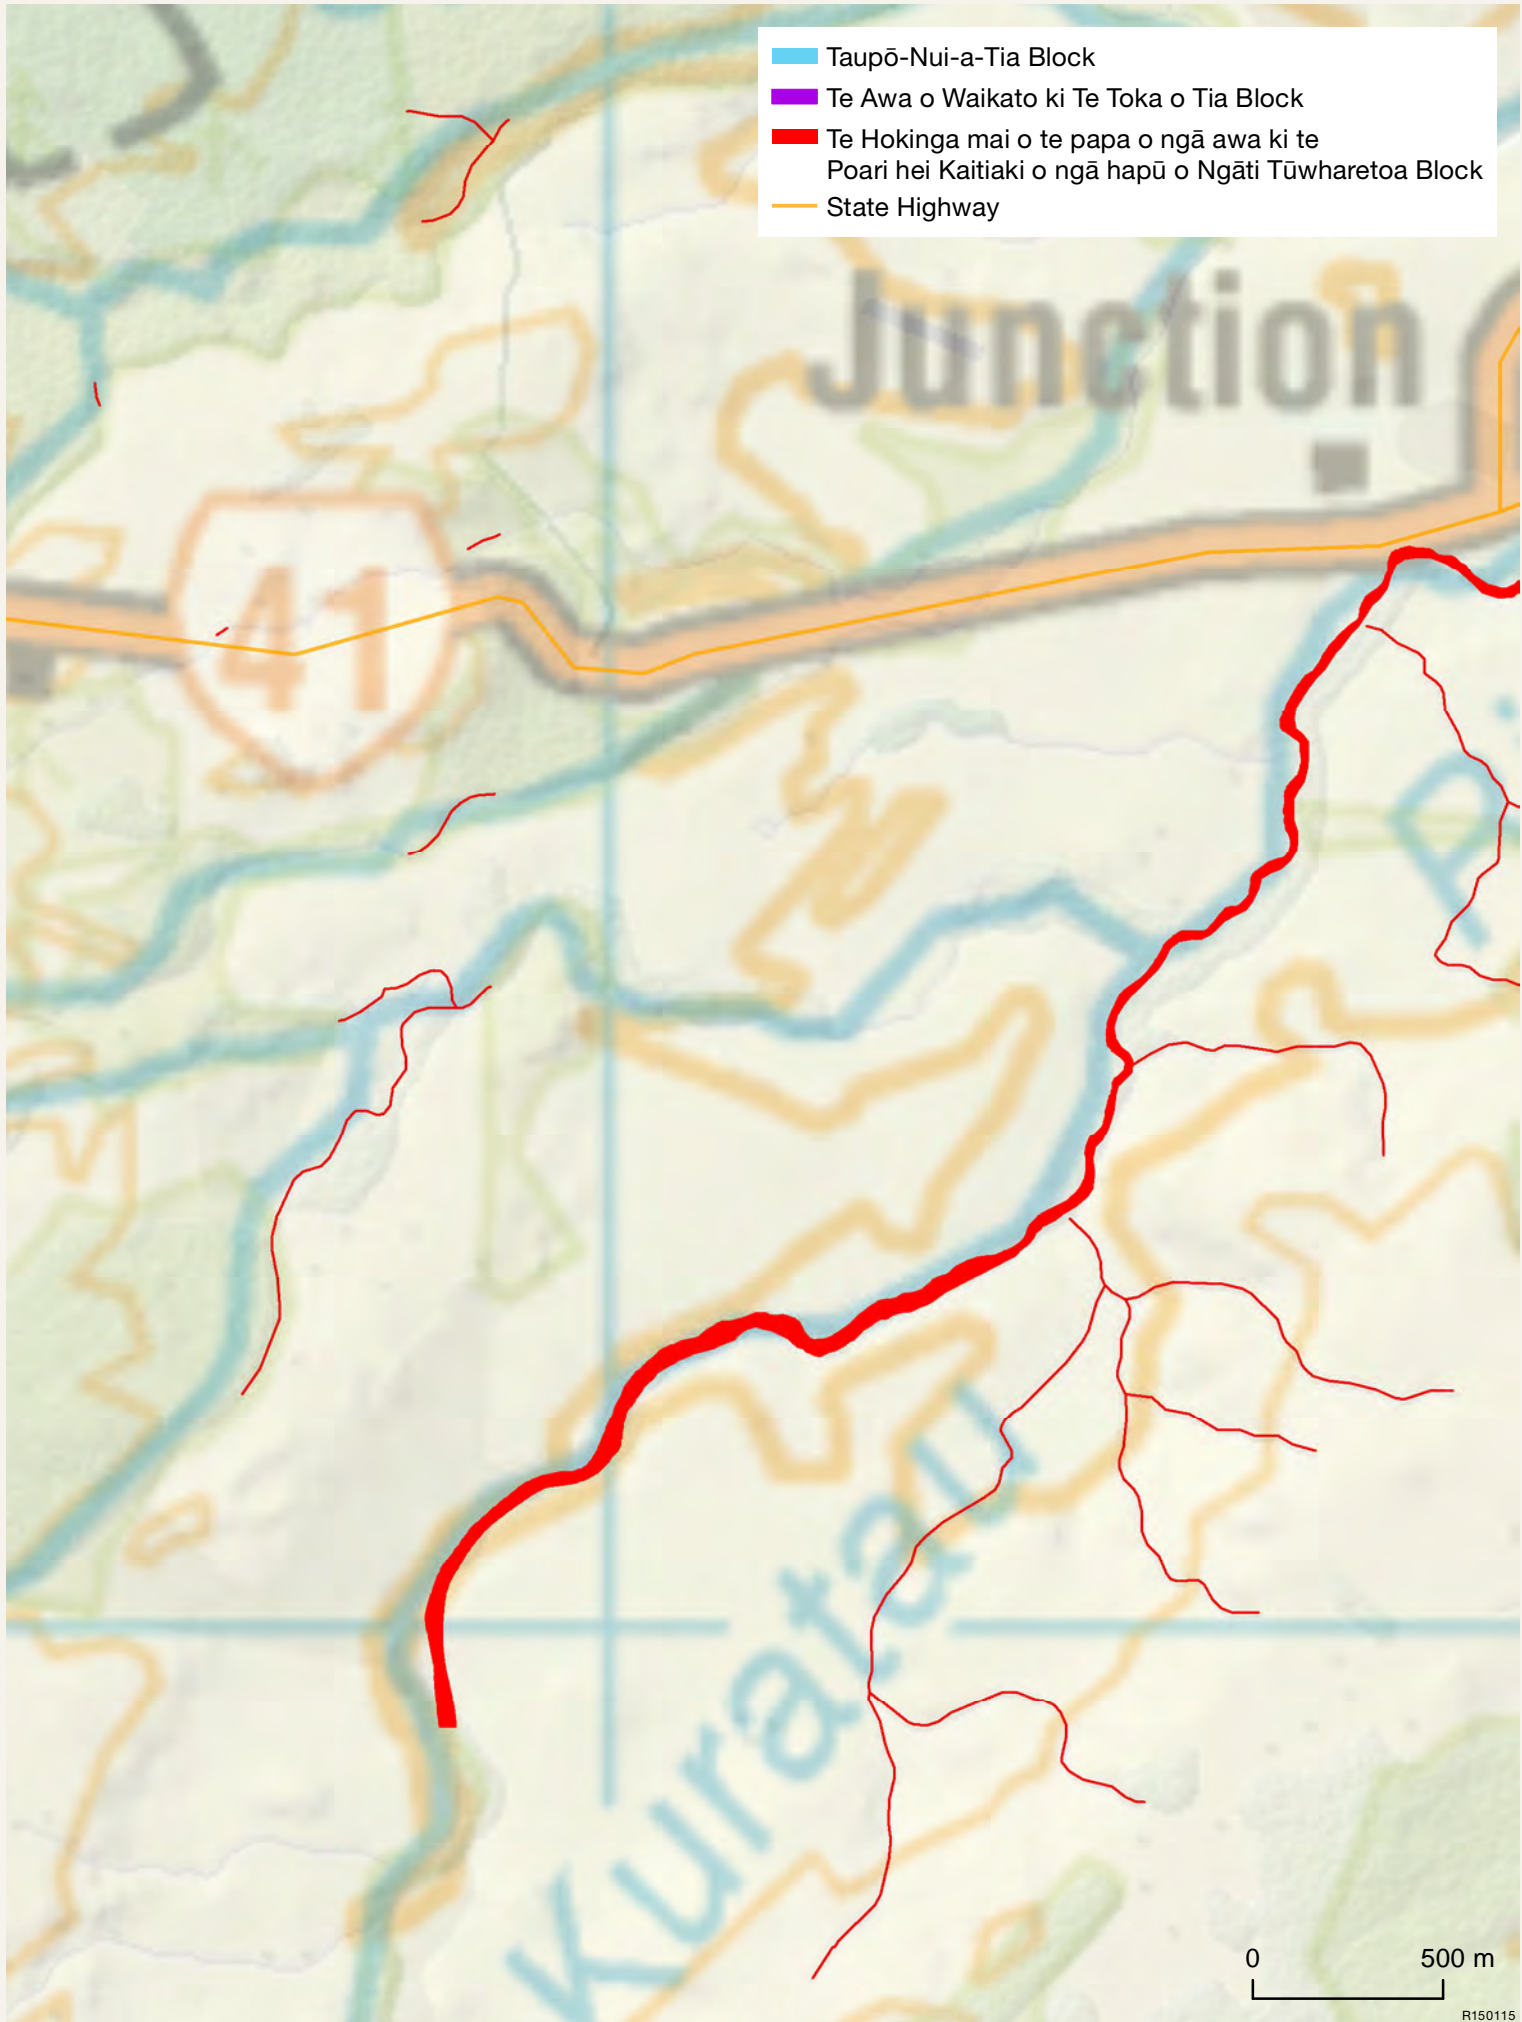 Taupō-Nui-a-Tia Block
Te Awa o Waikato ki Te Toka o Tia Block
Te Hokinga mai o te papa o ngā awa ki te
Poari hei Kaitiaki o ngā hapū o Ngāti Tūwharetoa Block
State Highway
Junction
41
Pi
Kuratau
0 500 m
R150115